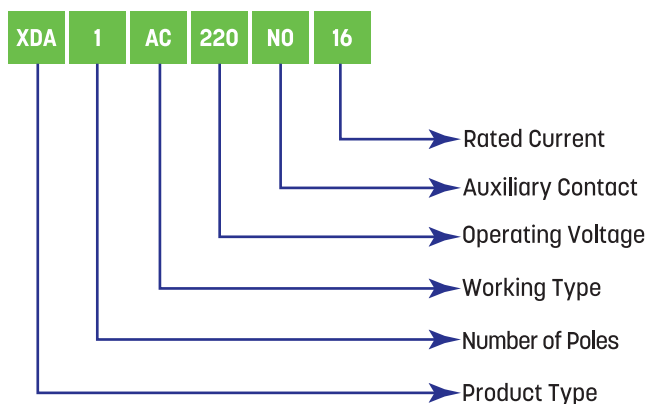 XDA 1 AC 220 NO 16
Rated Current
Auxiliary Contact
Operating Voltage
Working Type
Number of Poles
Product Type